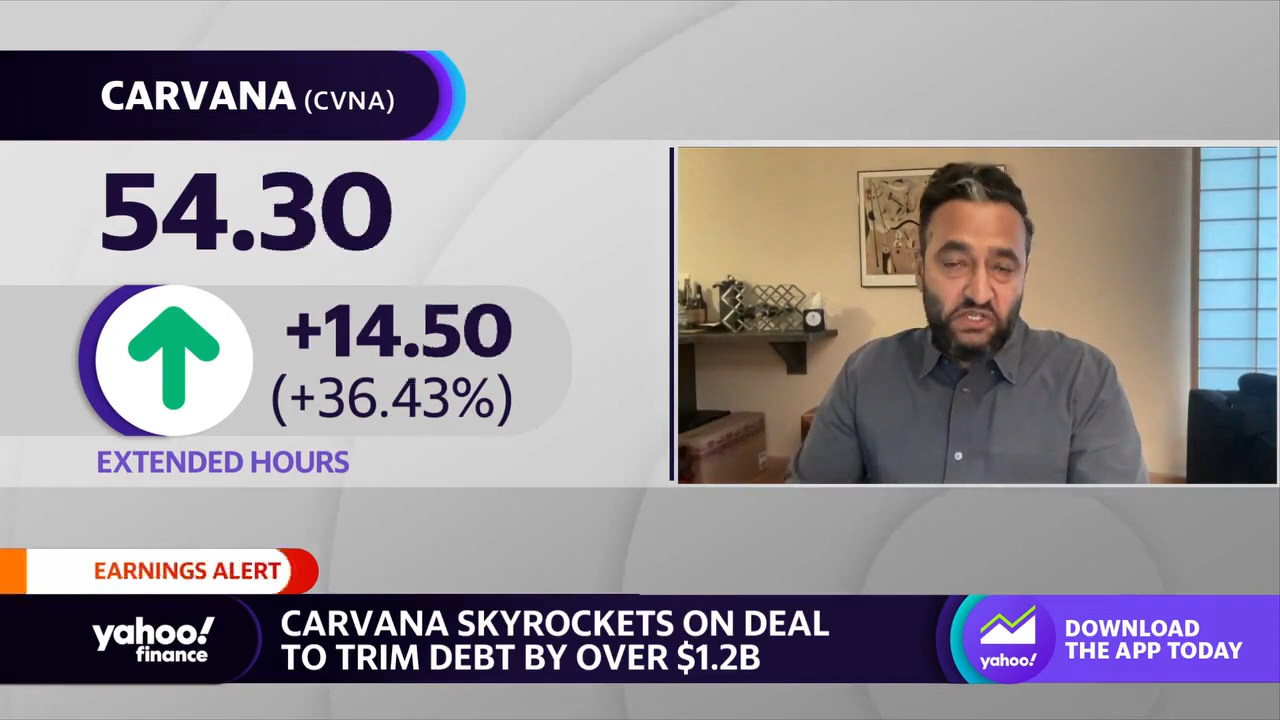 CARVANA (CVNA)
54.30
+14.50
(+36.43%)
EXTENDED HOURS
EARNINGS ALERT
yahoo!
finance
CARVANA SKYROCKETS ON DEAL
TO TRIM DEBT BY OVER $1.2B
yahoo!
DOWNLOAD
THE APP TODAY